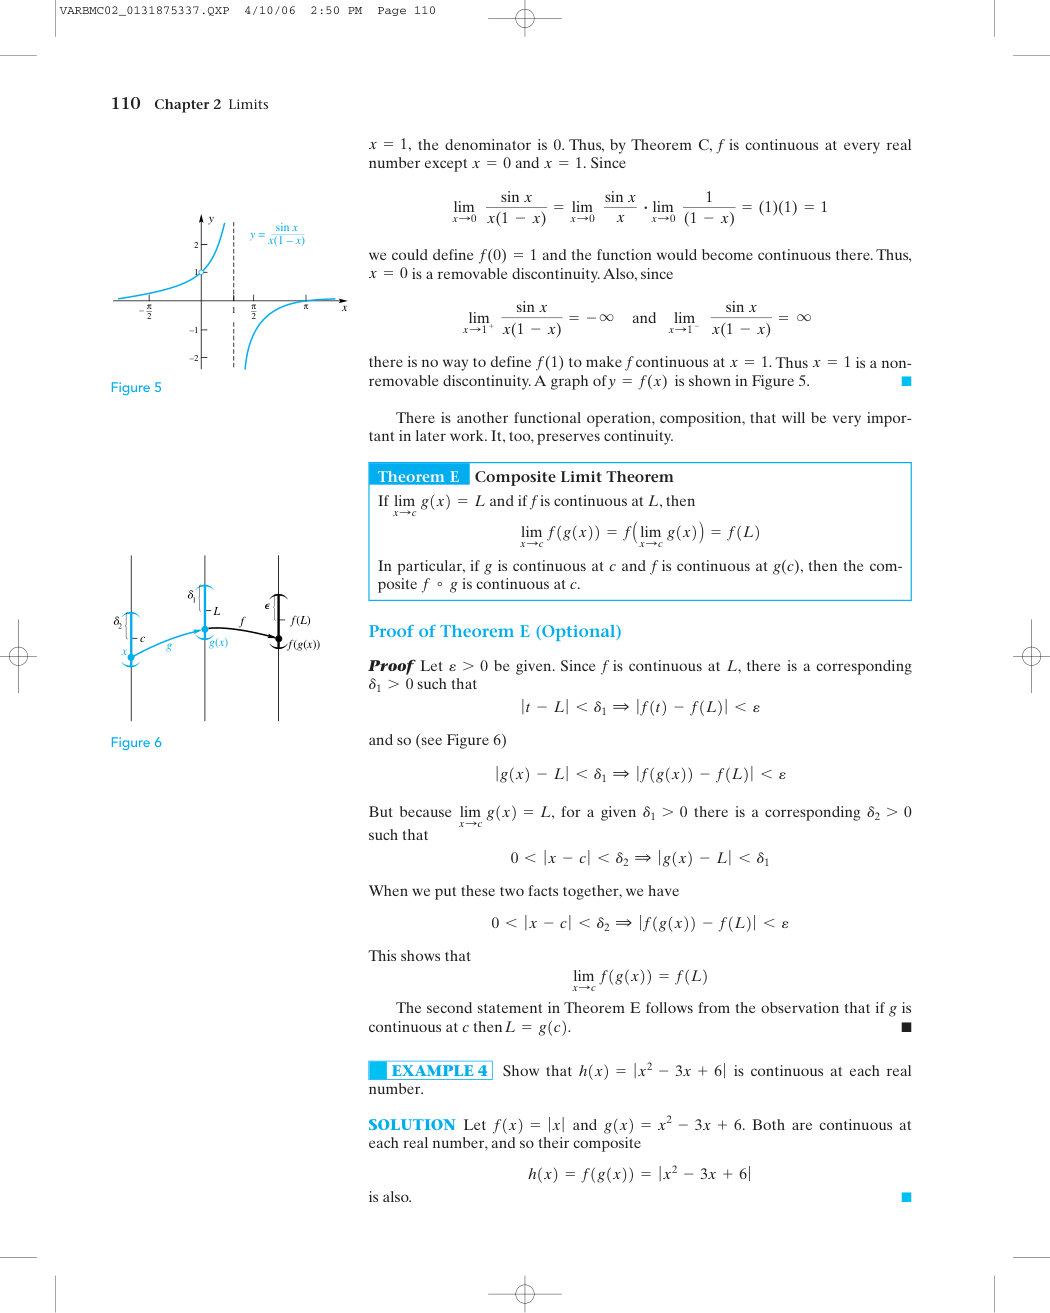 VARBMC02_0131875337.QXP 4/10/06 2:50 PM Page 110
110 Chapter 2 Limits
x = 1, the denominator is 0. Thus, by Theorem C, f is continuous at every real
number except x = 0 and x = 1. Since
lim x→0 sin x / x(1 − x) = lim x→0 sin x / x · lim x→0 1 / (1 − x) = (1)(1) = 1
we could define f(0) = 1 and the function would become continuous there. Thus,
x = 0 is a removable discontinuity. Also, since
lim x→1⁺ sin x / x(1 − x) = −∞ and lim x→1⁻ sin x / x(1 − x) = ∞
there is no way to define f(1) to make f continuous at x = 1. Thus x = 1 is a non-
removable discontinuity. A graph of y = f(x) is shown in Figure 5.
y
y = sin x / x(1 − x)
2
1
−π/2
1
π/2
π
x
−1
−2
Figure 5
There is another functional operation, composition, that will be very impor-
tant in later work. It, too, preserves continuity.
Theorem E Composite Limit Theorem
If lim x→c g(x) = L and if f is continuous at L, then
lim x→c f(g(x)) = f(lim x→c g(x)) = f(L)
In particular, if g is continuous at c and f is continuous at g(c), then the com-
posite f ∘ g is continuous at c.
δ₂
c
x
g
δ₁
L
g(x)
f
ϵ
f(L)
f(g(x))
Figure 6
Proof of Theorem E (Optional)
Proof Let ε > 0 be given. Since f is continuous at L, there is a corresponding
δ₁ > 0 such that
|t − L| < δ₁ ⇒ |f(t) − f(L)| < ε
and so (see Figure 6)
|g(x) − L| < δ₁ ⇒ |f(g(x)) − f(L)| < ε
But because lim x→c g(x) = L, for a given δ₁ > 0 there is a corresponding δ₂ > 0
such that
0 < |x − c| < δ₂ ⇒ |g(x) − L| < δ₁
When we put these two facts together, we have
0 < |x − c| < δ₂ ⇒ |f(g(x)) − f(L)| < ε
This shows that
lim x→c f(g(x)) = f(L)
The second statement in Theorem E follows from the observation that if g is
continuous at c then L = g(c).
EXAMPLE 4 Show that h(x) = |x² − 3x + 6| is continuous at each real
number.
SOLUTION Let f(x) = |x| and g(x) = x² − 3x + 6. Both are continuous at
each real number, and so their composite
h(x) = f(g(x)) = |x² − 3x + 6|
is also.